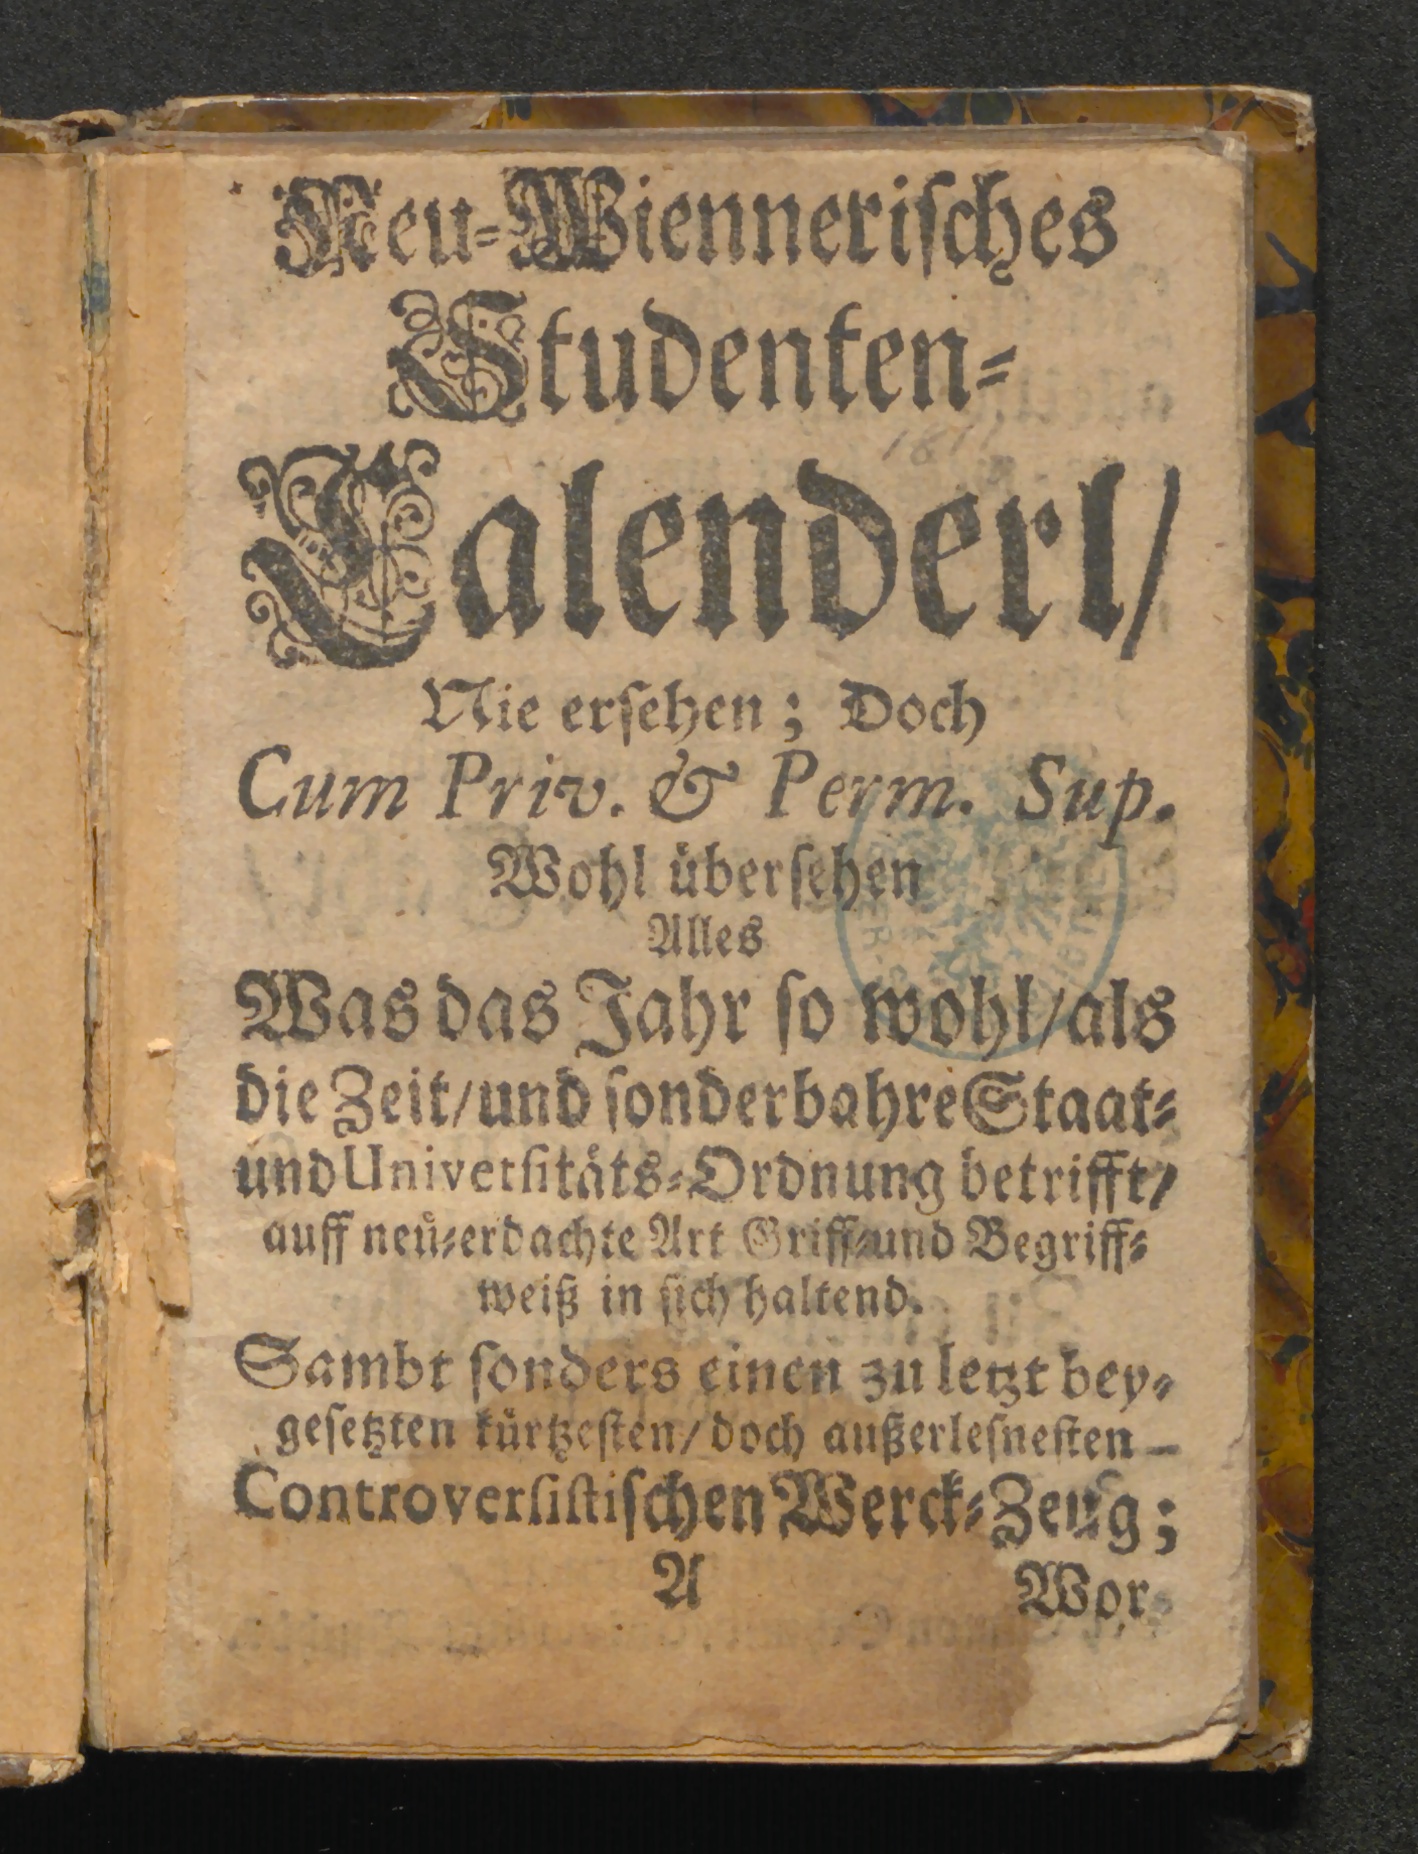 Neu-Wiennerisches
Studenten-
Calenderl/
Nie ersehen; Doch
Cum Priv. & Perm. Sup.
Wohl übersehen
Alles
Was das Jahr so wohl/als
die Zeit/und sonderbahre Staat-
und Universitäts-Ordnung betrifft/
auff neü-erdachte Art Griff-und Begriff-
weiß in sich haltend.
Sambt sonders einen zu letzt bey-
gesetzten kürtzesten/doch außerlesnesten
Controversistischen Werck-Zeug;
A Wor-